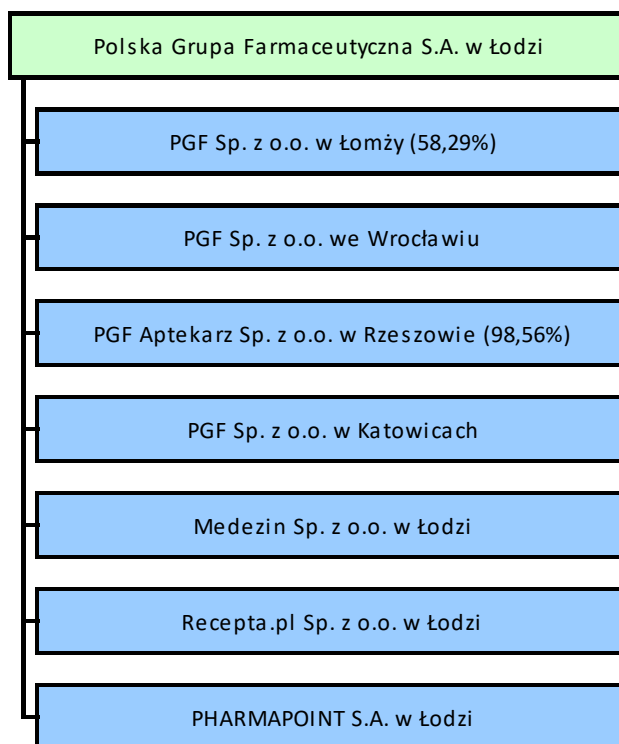 Polska Grupa Farmaceutyczna S.A. w Łodzi
PGF Sp. z o.o. w Łomży (58,29%)
PGF Sp. z o.o. we Wrocławiu
PGF Aptekarz Sp. z o.o. w Rzeszowie (98,56%)
PGF Sp. z o.o. w Katowicach
Medezin Sp. z o.o. w Łodzi
Recepta.pl Sp. z o.o. w Łodzi
PHARMAPOINT S.A. w Łodzi